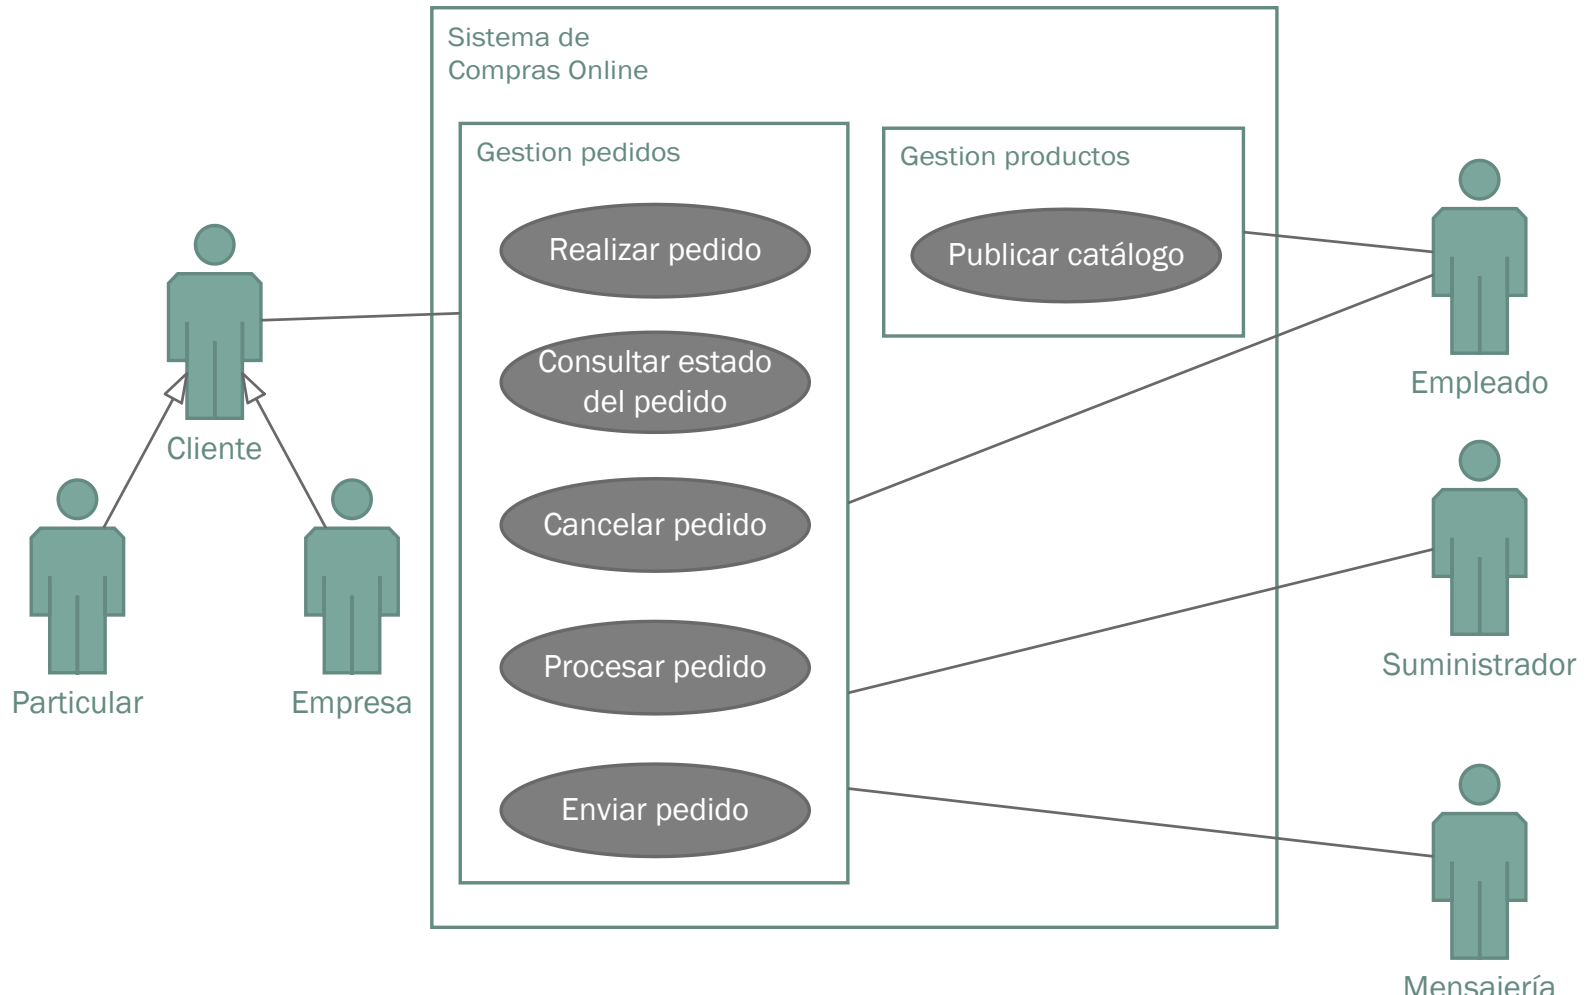 Sistema de
Compras Online
Gestion pedidos
Gestion productos
Realizar pedido
Publicar catálogo
Consultar estado
del pedido
Cancelar pedido
Procesar pedido
Enviar pedido
Cliente
Particular
Empresa
Empleado
Suministrador
Mensajería